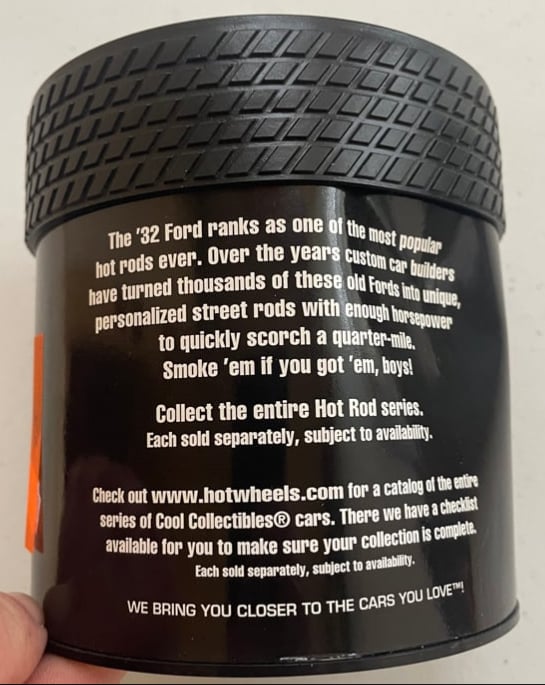 The '32 Ford ranks as one of the most popular
hot rods ever. Over the years custom car builders
have turned thousands of these old Fords into unique,
personalized street rods with enough horsepower
to quickly scorch a quarter-mile.
Smoke 'em if you got 'em, boys!
Collect the entire Hot Rod series.
Each sold separately, subject to availability.
Check out www.hotwheels.com for a catalog of the entire
series of Cool Collectibles® cars. There we have a checklist
available for you to make sure your collection is complete.
Each sold separately, subject to availability.
WE BRING YOU CLOSER TO THE CARS YOU LOVE™!